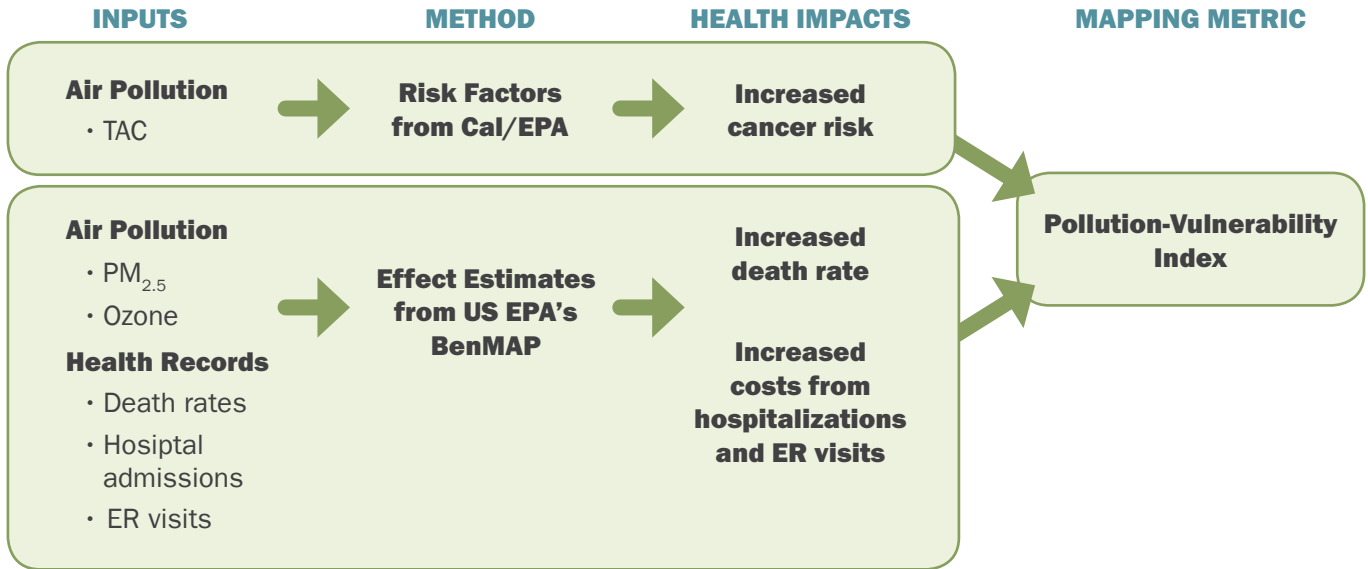 INPUTS
METHOD
HEALTH IMPACTS
MAPPING METRIC
Air Pollution
· TAC
Risk Factors
from Cal/EPA
Increased
cancer risk
Air Pollution
· PM2.5
· Ozone
Health Records
· Death rates
· Hosiptal
admissions
· ER visits
Effect Estimates
from US EPA's
BenMAP
Increased
death rate
Increased
costs from
hospitalizations
and ER visits
Pollution-Vulnerability
Index